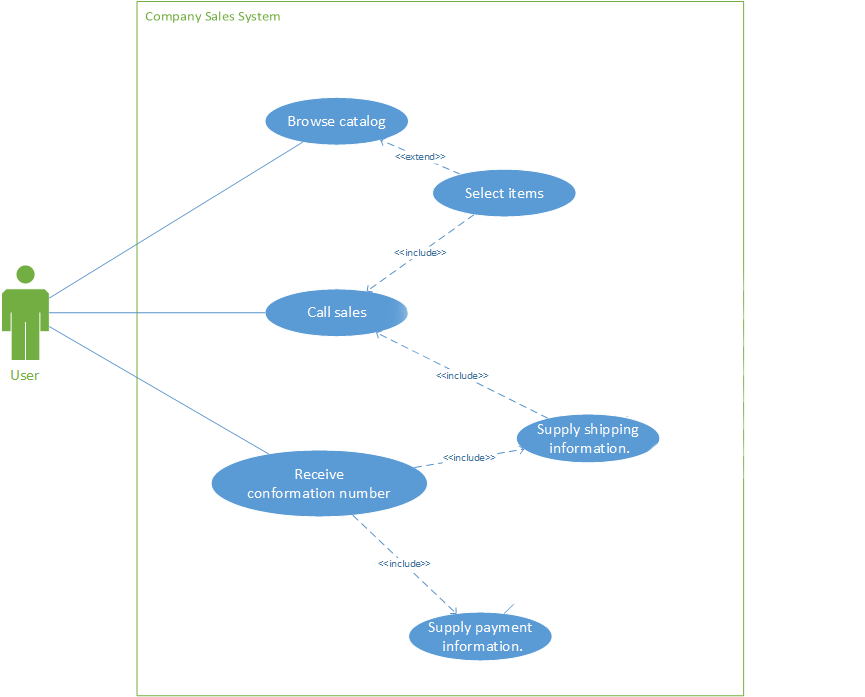 Company Sales System
Browse catalog
<<extend>>
Select items
<<include>>
Call sales
User
<<include>>
Supply shipping
information.
<<include>>
Receive
conformation number
<<include>>
Supply payment
information.